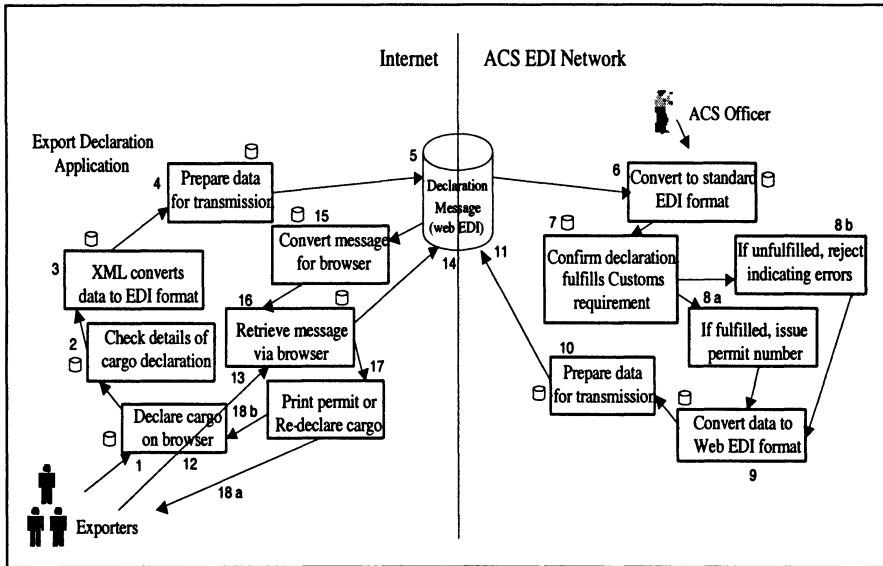 Internet
ACS EDI Network
ACS Officer
Export Declaration
Application
4
Prepare data
for transmission
5
Declaration
Message
(web EDI)
6
Convert to standard
EDI format
15
Convert message
for browser
14
11
7
Confirm declaration
fulfills Customs
requirement
8 b
If unfulfilled, reject
indicating errors
3
XML converts
data to EDI format
16
Retrieve message
via browser
8 a
If fulfilled, issue
permit number
2
Check details of
cargo declaration
13
17
Print permit or
Re-declare cargo
10
Prepare data
for transmission
18 b
Declare cargo
on browser
1
12
Convert data to
Web EDI format
9
18 a
Exporters